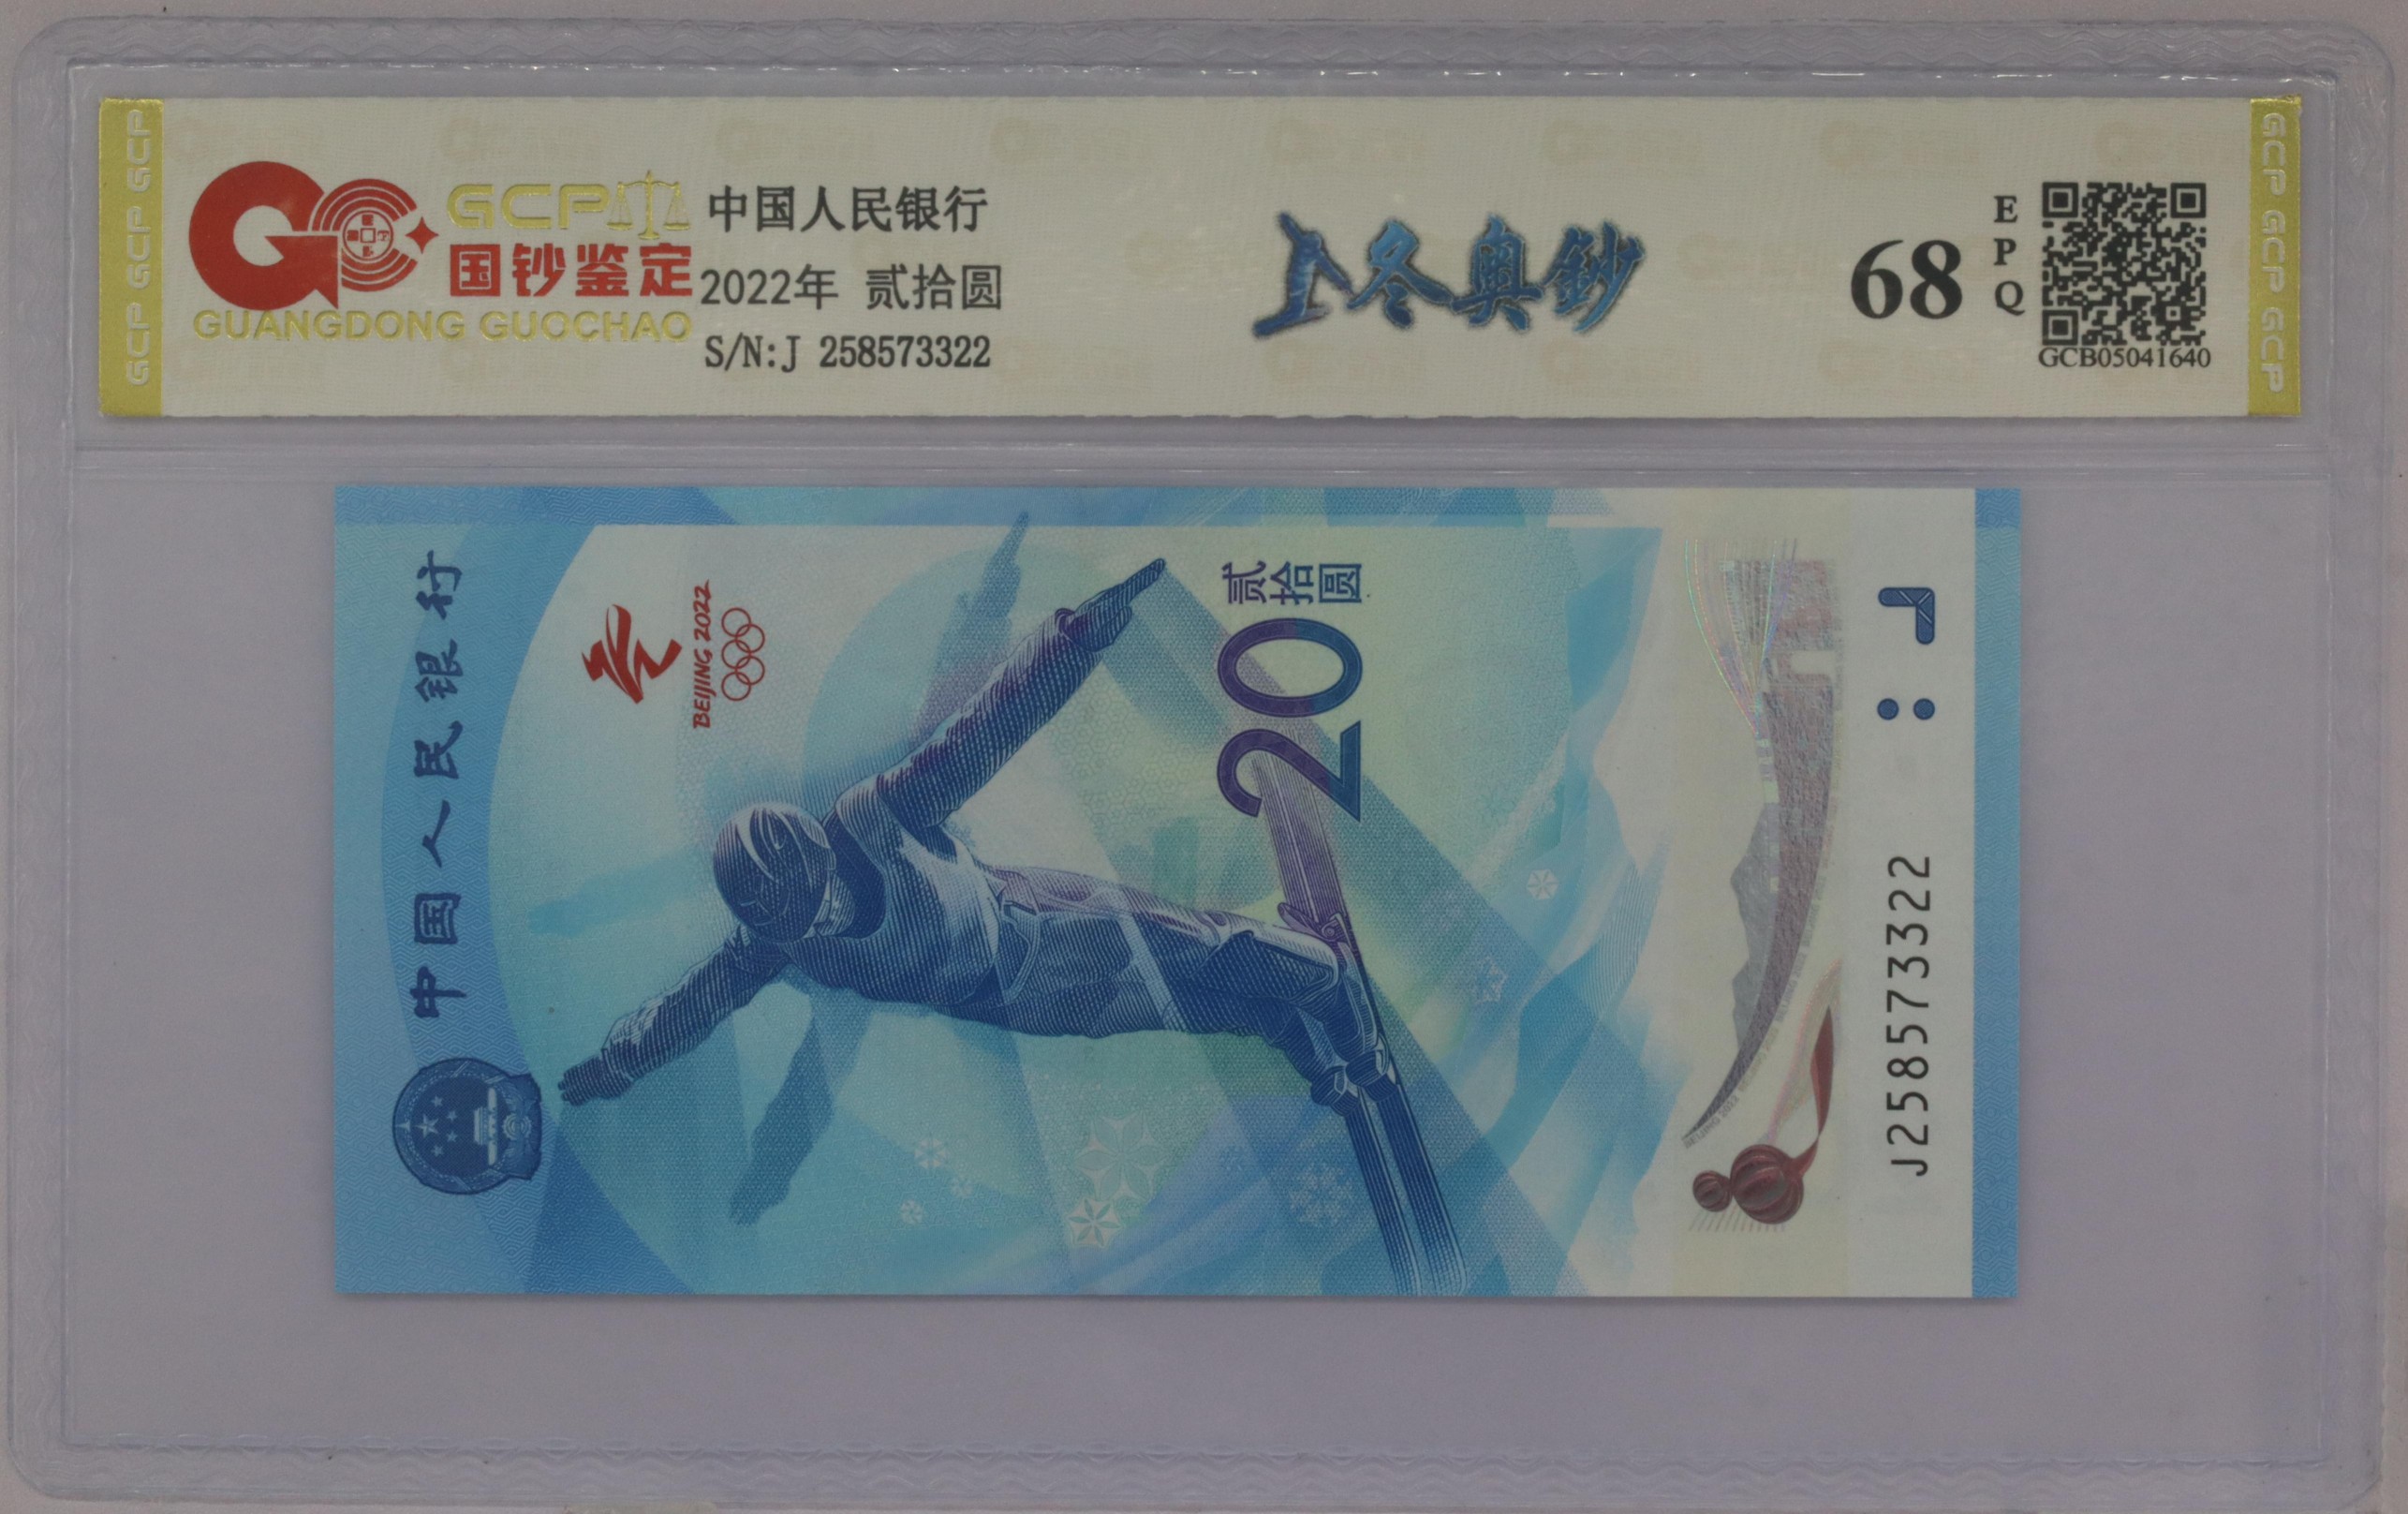 GCP GCP GCP
GCP
国钞鉴定
GUANGDONG GUOCHAO
中国人民银行
2022年 贰拾圆
S/N:J 258573322
冬奥鈔
68
EPQ
GCB05041640
GCP GCP GCP
中国人民银行
BEIJING 2022
贰拾圆
20
J258573322